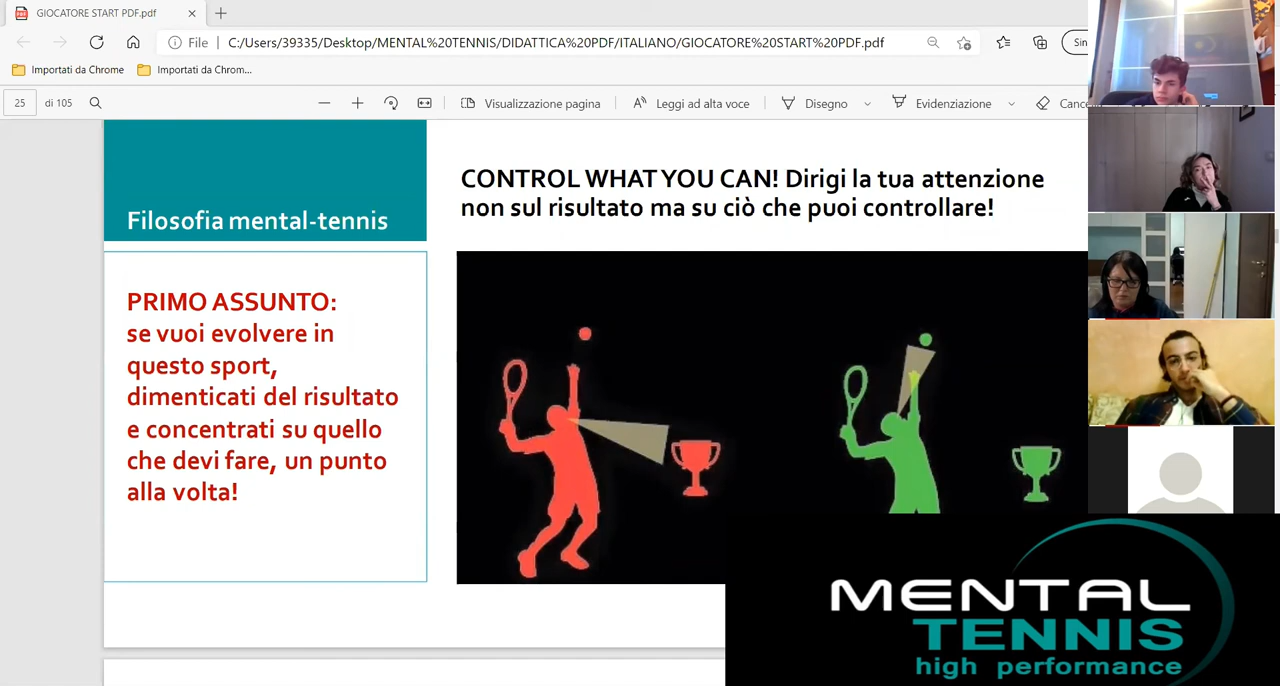 GIOCATORE START PDF.pdf
File
C:/Users/39335/Desktop/MENTAL%20TENNIS/DIDATTICA%20PDF/ITALIANO/GIOCATORE%20START%20PDF.pdf
Sin
Importati da Chrome
Importati da Chrom...
25 di 105
Visualizzazione pagina
Leggi ad alta voce
Disegno
Evidenziazione
Cancell
Filosofia mental-tennis
CONTROL WHAT YOU CAN! Dirigi la tua attenzione
non sul risultato ma su ciò che puoi controllare!
PRIMO ASSUNTO:
se vuoi evolvere in
questo sport,
dimenticati del risultato
e concentrati su quello
che devi fare, un punto
alla volta!
MENTAL
TENNIS
high performance